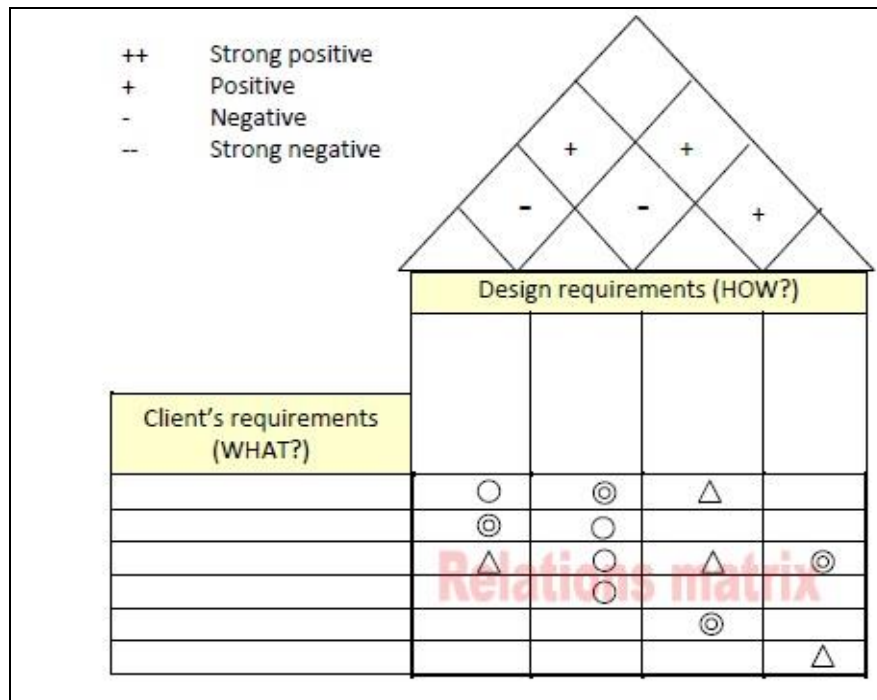 ++ Strong positive
+ Positive
- Negative
-- Strong negative
+ +
- - +
Design requirements (HOW?)
Client's requirements
(WHAT?)
Relations matrix